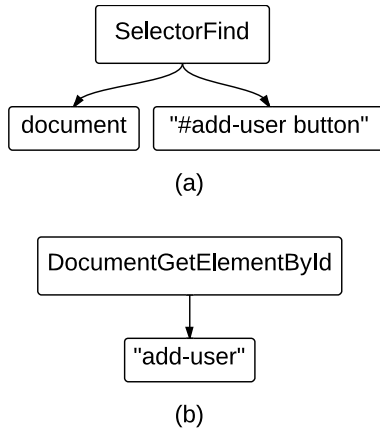 SelectorFind
document
"#add-user button"
(a)
DocumentGetElementById
"add-user"
(b)